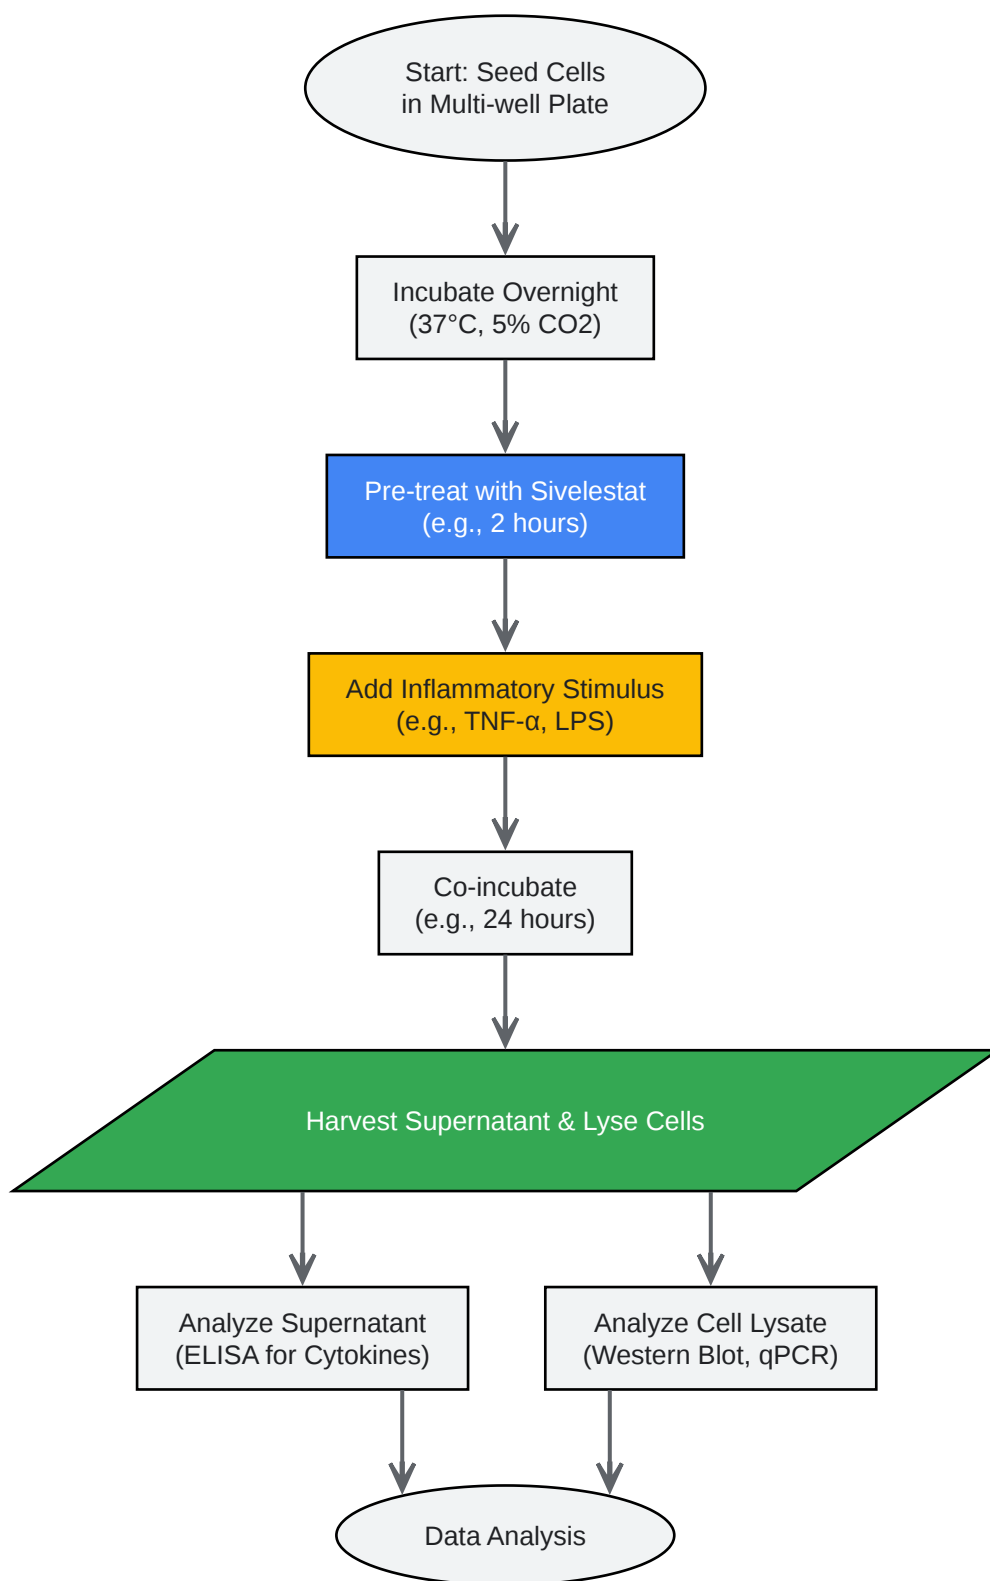 Start: Seed Cells
in Multi-well Plate
Incubate Overnight
(37°C, 5% CO2)
Pre-treat with Sivelestat
(e.g., 2 hours)
Add Inflammatory Stimulus
(e.g., TNF-α, LPS)
Co-incubate
(e.g., 24 hours)
Harvest Supernatant & Lyse Cells
Analyze Supernatant
(ELISA for Cytokines)
Analyze Cell Lysate
(Western Blot, qPCR)
Data Analysis